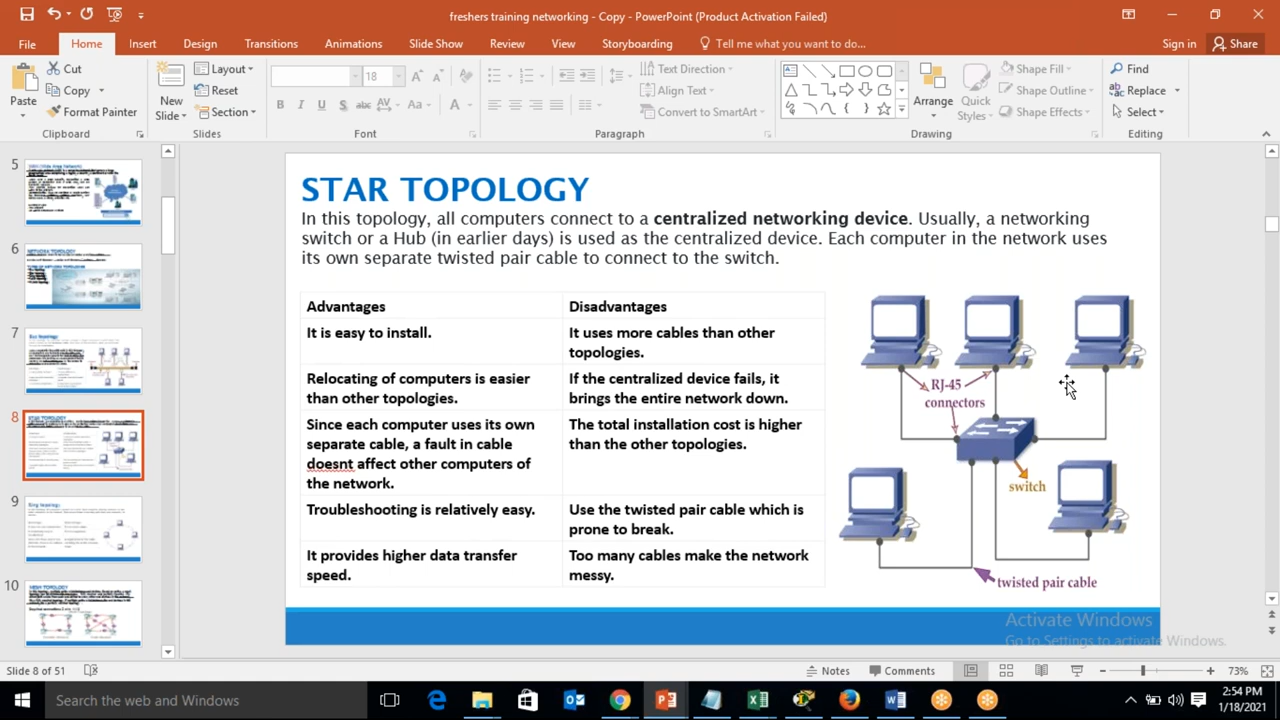 freshers training networking - Copy - PowerPoint (Product Activation Failed)
File Home Insert Design Transitions Animations Slide Show Review View Storyboarding Tell me what you want to do... Sign in Share
Paste
Cut
Copy
Format Painter
Clipboard
New
Slide
Layout
Reset
Section
Slides
18
Font
Text Direction
Align Text
Convert to SmartArt
Paragraph
Arrange
Quick
Styles
Shape Fill
Shape Outline
Shape Effects
Drawing
Find
Replace
Select
Editing
5
6
7
8
9
10
STAR TOPOLOGY
In this topology, all computers connect to a centralized networking device. Usually, a networking
switch or a Hub (in earlier days) is used as the centralized device. Each computer in the network uses
its own separate twisted pair cable to connect to the switch.
Advantages Disadvantages
It is easy to install. It uses more cables than other
topologies.
Relocating of computers is easier
than other topologies.
If the centralized device fails, it
brings the entire network down.
Since each computer uses its own
separate cable, a fault in cable
doesnt affect other computers of
the network.
The total installation cost is higher
than the other topologies.
Troubleshooting is relatively easy.
Use the twisted pair cable which is
prone to break.
It provides higher data transfer
speed.
Too many cables make the network
messy.
RJ-45
connectors
switch
twisted pair cable
Activate Windows
Go to Settings to activate Windows.
Slide 8 of 51
Notes Comments 73%
Search the web and Windows
2:54 PM
1/18/2021